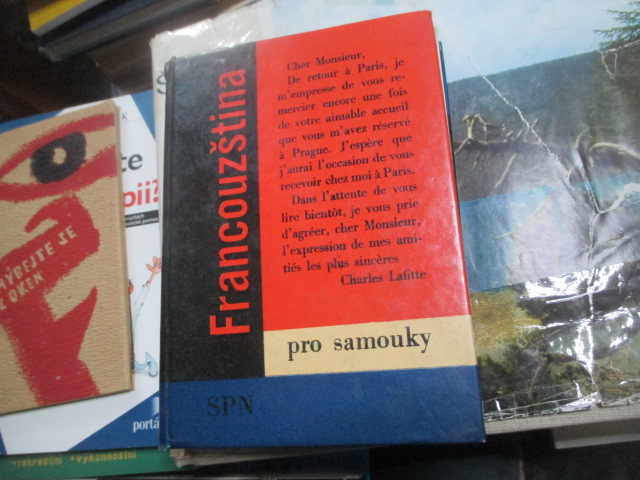 Francouzština
Cher Monsieur,
De retour à Paris, je
m'empresse de vous re-
mercier encore une fois
de votre aimable accueil
que vous m'avez réservé
à Prague. J'espère que
j'aurai l'occasion de vous
recevoir chez moi à Paris.
Dans l'attente de vous
lire bientôt, je vous prie
d'agréer, cher Monsieur,
l'expression de mes ami-
tiés les plus sincères
Charles Lafitte
pro samouky
SPN
HÝBEJTE SE
Z OKEN
portá
• rekreační • výkonnostní